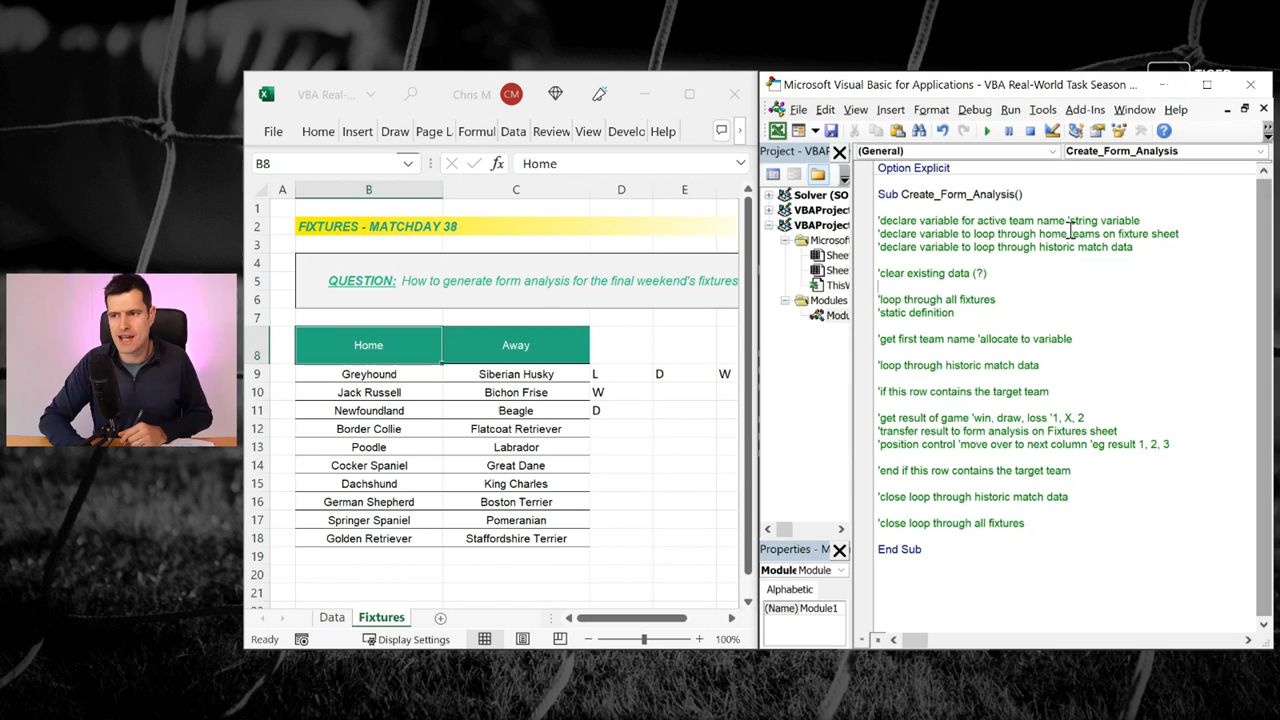 VBA Real-...
Chris M
CM
File Home Insert Draw Page L Formul Data Review View Develo Help
B8
fx
Home
A B C D E
1
2 FIXTURES - MATCHDAY 38
3
4
5 QUESTION: How to generate form analysis for the final weekend's fixtures
6
7
8 Home Away
9 Greyhound Siberian Husky L D W
10 Jack Russell Bichon Frise W
11 Newfoundland Beagle D
12 Border Collie Flatcoat Retriever
13 Poodle Labrador
14 Cocker Spaniel Great Dane
15 Dachshund King Charles
16 German Shepherd Boston Terrier
17 Springer Spaniel Pomeranian
18 Golden Retriever Staffordshire Terrier
19
20
21
Data Fixtures
Ready Display Settings 100%
Microsoft Visual Basic for Applications - VBA Real-World Task Season ...
File Edit View Insert Format Debug Run Tools Add-Ins Window Help
Project - VBAP
Solver (SO
VBAProjec
VBAProjec
Microsof
Shee
Shee
ThisW
Modules
Modu
Properties - M
Module Module
Alphabetic
(Name) Module1
(General) Create_Form_Analysis
Option Explicit
Sub Create_Form_Analysis()
'declare variable for active team name 'string variable
'declare variable to loop through home teams on fixture sheet
'declare variable to loop through historic match data
'clear existing data (?)
'loop through all fixtures
'static definition
'get first team name 'allocate to variable
'loop through historic match data
'if this row contains the target team
'get result of game 'win, draw, loss '1, X, 2
'transfer result to form analysis on Fixtures sheet
'position control 'move over to next column 'eg result 1, 2, 3
'end if this row contains the target team
'close loop through historic match data
'close loop through all fixtures
End Sub